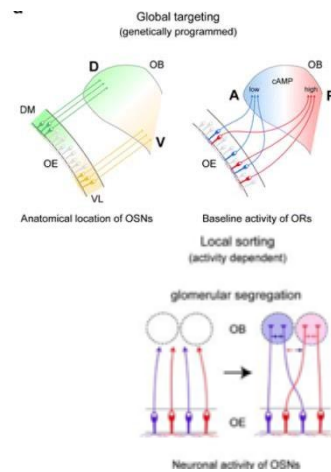 Global targeting
(genetically programmed)
D
OB
DM
OE
V
VL
Anatomical location of OSNs
OB
cAMP
low
high
A
P
OE
Baseline activity of ORs
Local sorting
(activity dependent)
glomerular segregation
OB
OE
Neuronal activity of OSNs